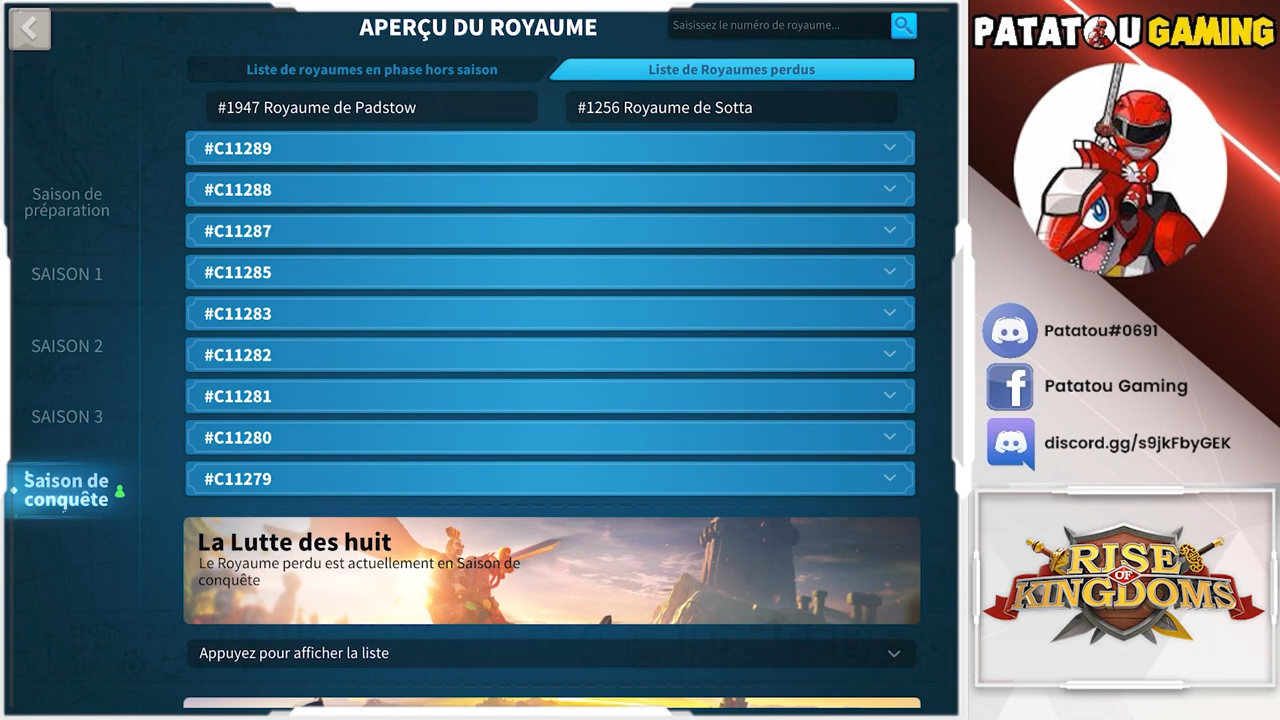 APERÇU DU ROYAUME
Saisissez le numéro de royaume...
Liste de royaumes en phase hors saison
Liste de Royaumes perdus
#1947 Royaume de Padstow
#1256 Royaume de Sotta
Saison de
préparation
SAISON 1
SAISON 2
SAISON 3
Saison de
conquête
#C11289
#C11288
#C11287
#C11285
#C11283
#C11282
#C11281
#C11280
#C11279
La Lutte des huit
Le Royaume perdu est actuellement en Saison de
conquête
Appuyez pour afficher la liste
PATATOU GAMING
Patatou#0691
Patatou Gaming
discord.gg/s9jkFbyGEK
RISE
OF
KINGDOMS